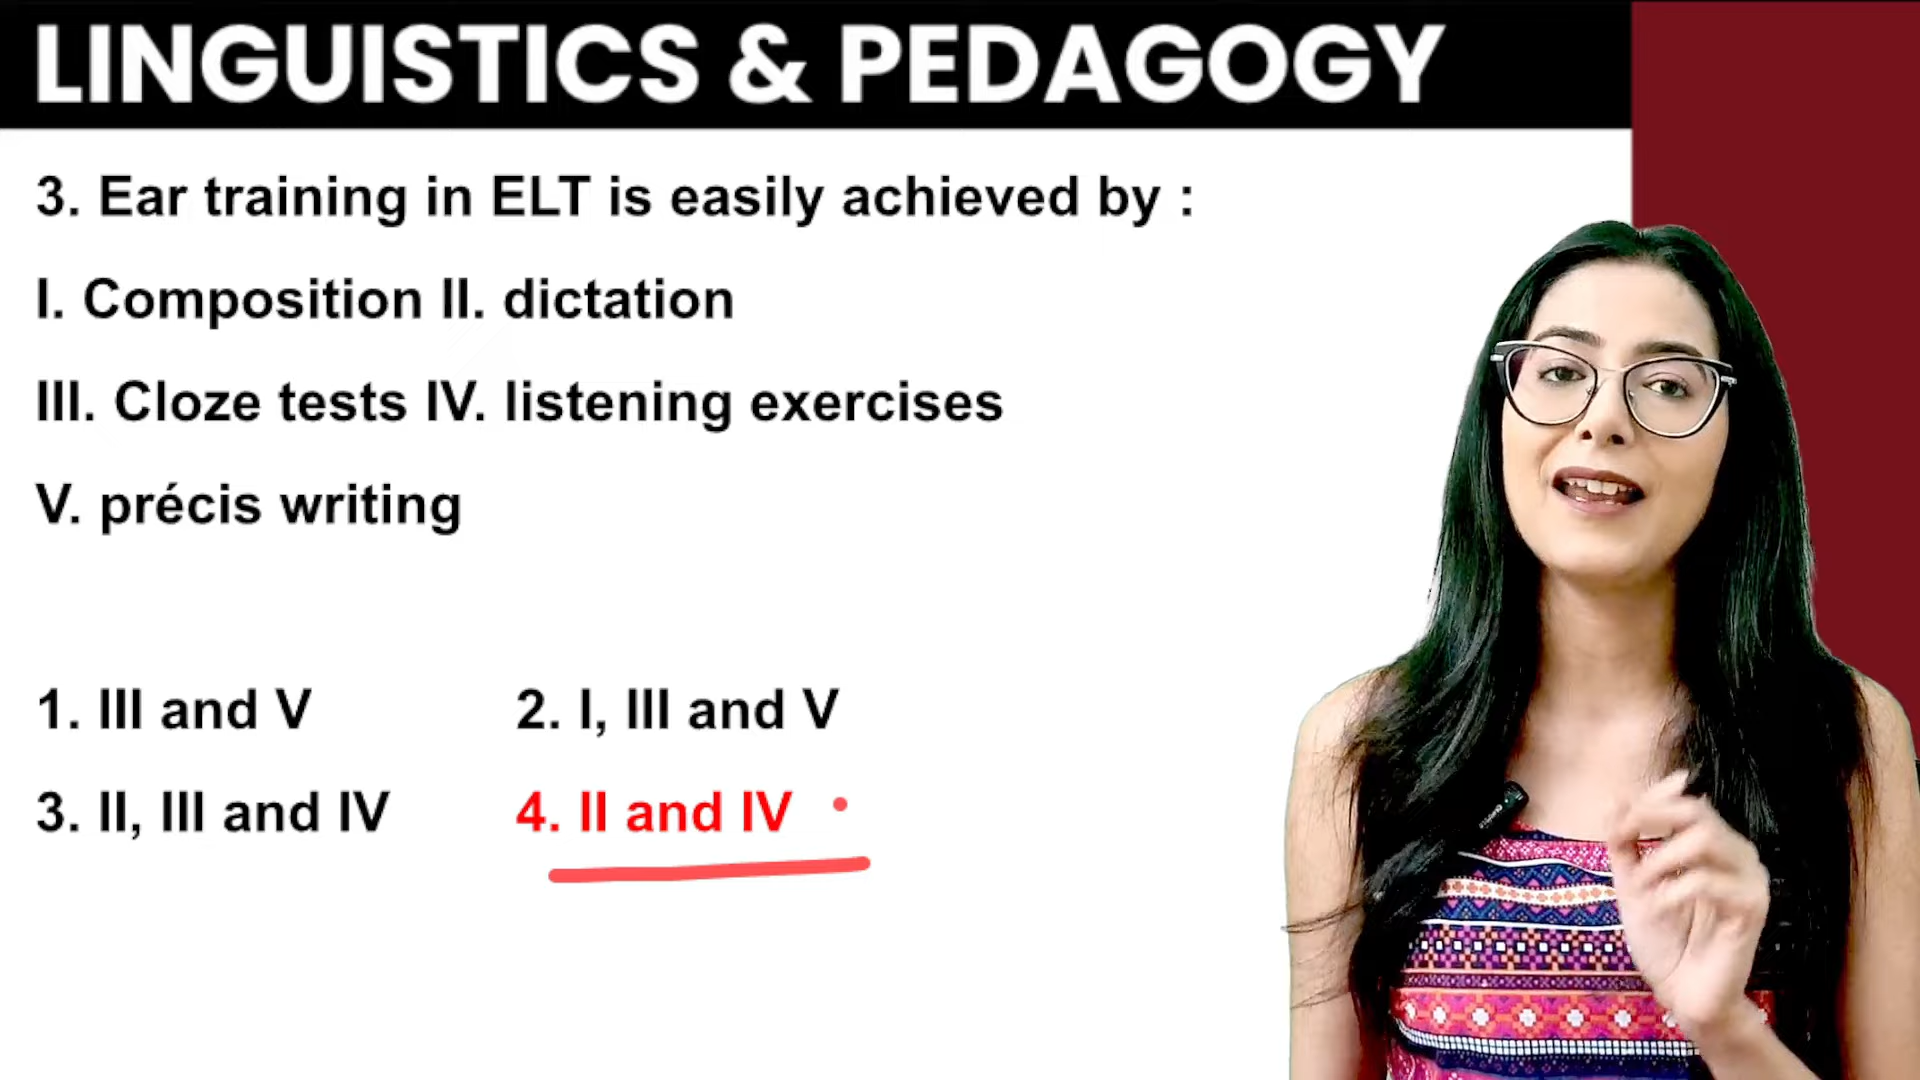 LINGUISTICS & PEDAGOGY
3. Ear training in ELT is easily achieved by :
I. Composition II. dictation
III. Cloze tests IV. listening exercises
V. précis writing
1. III and V 2. I, III and V
3. II, III and IV 4. II and IV